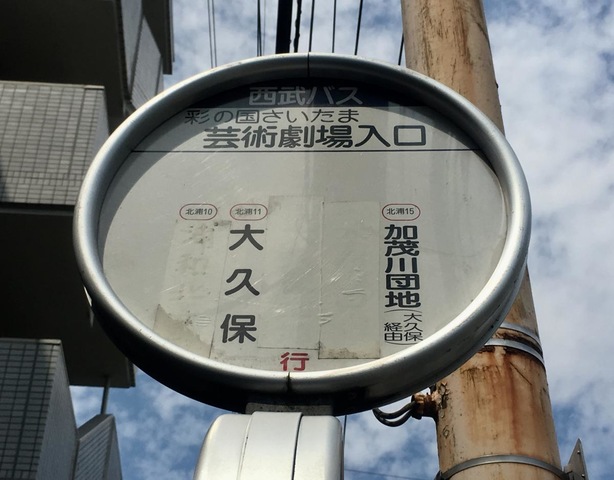 西武バス
彩の国さいたま
芸術劇場入口
北浦10
北浦11
大久保
北浦15
加茂川団地
(大久保経由)
行